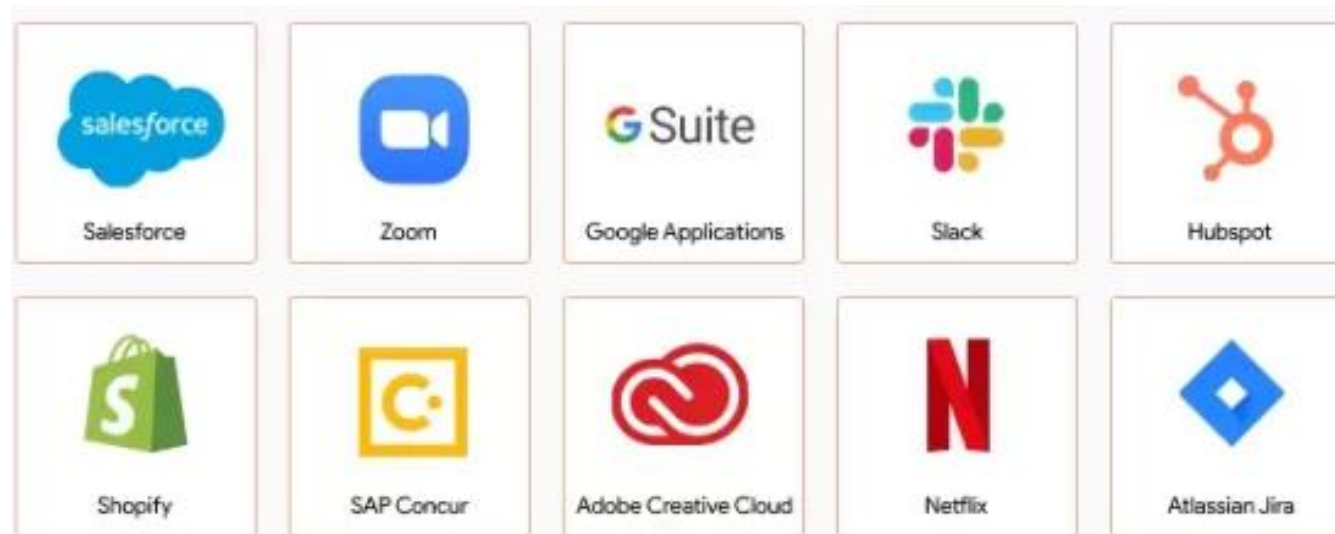 salesforce
G Suite
Salesforce
Zoom
Google Applications
Slack
Hubspot
S
C
N
Shopify
SAP Concur
Adobe Creative Cloud
Netflix
Atlassian Jira